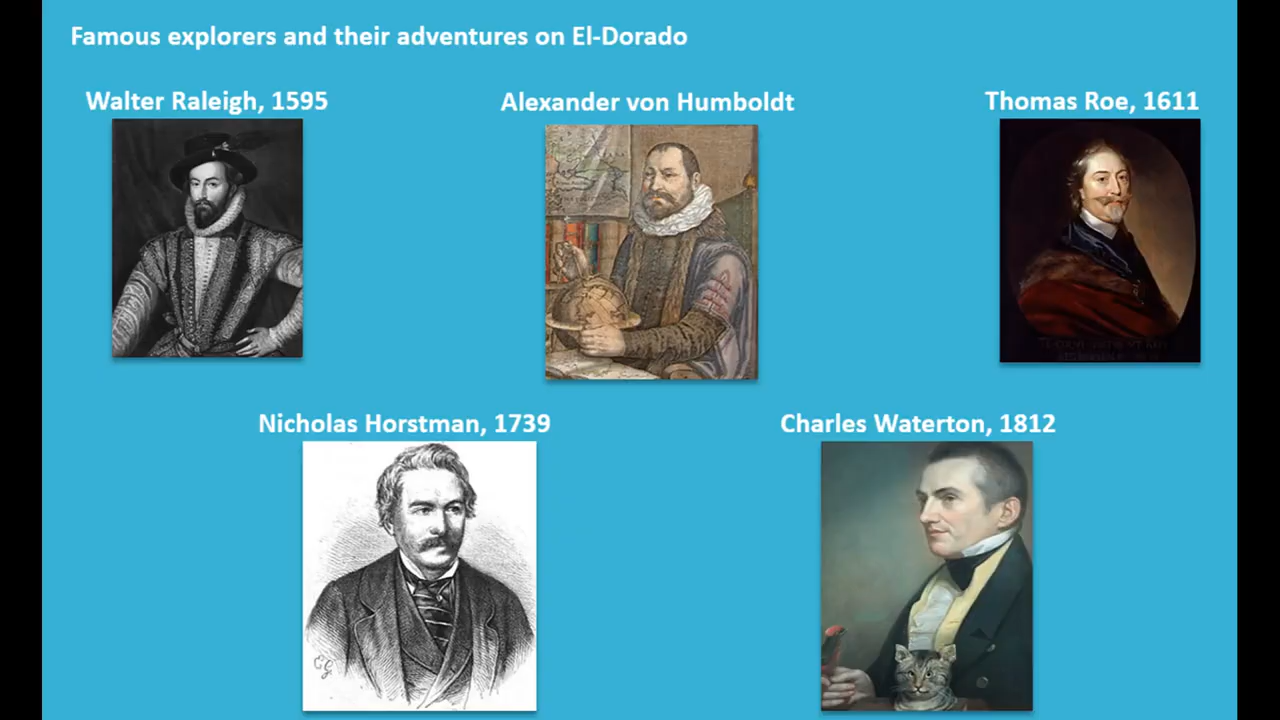 Famous explorers and their adventures on El-Dorado
Walter Raleigh, 1595
Alexander von Humboldt
Thomas Roe, 1611
Nicholas Horstman, 1739
Charles Waterton, 1812